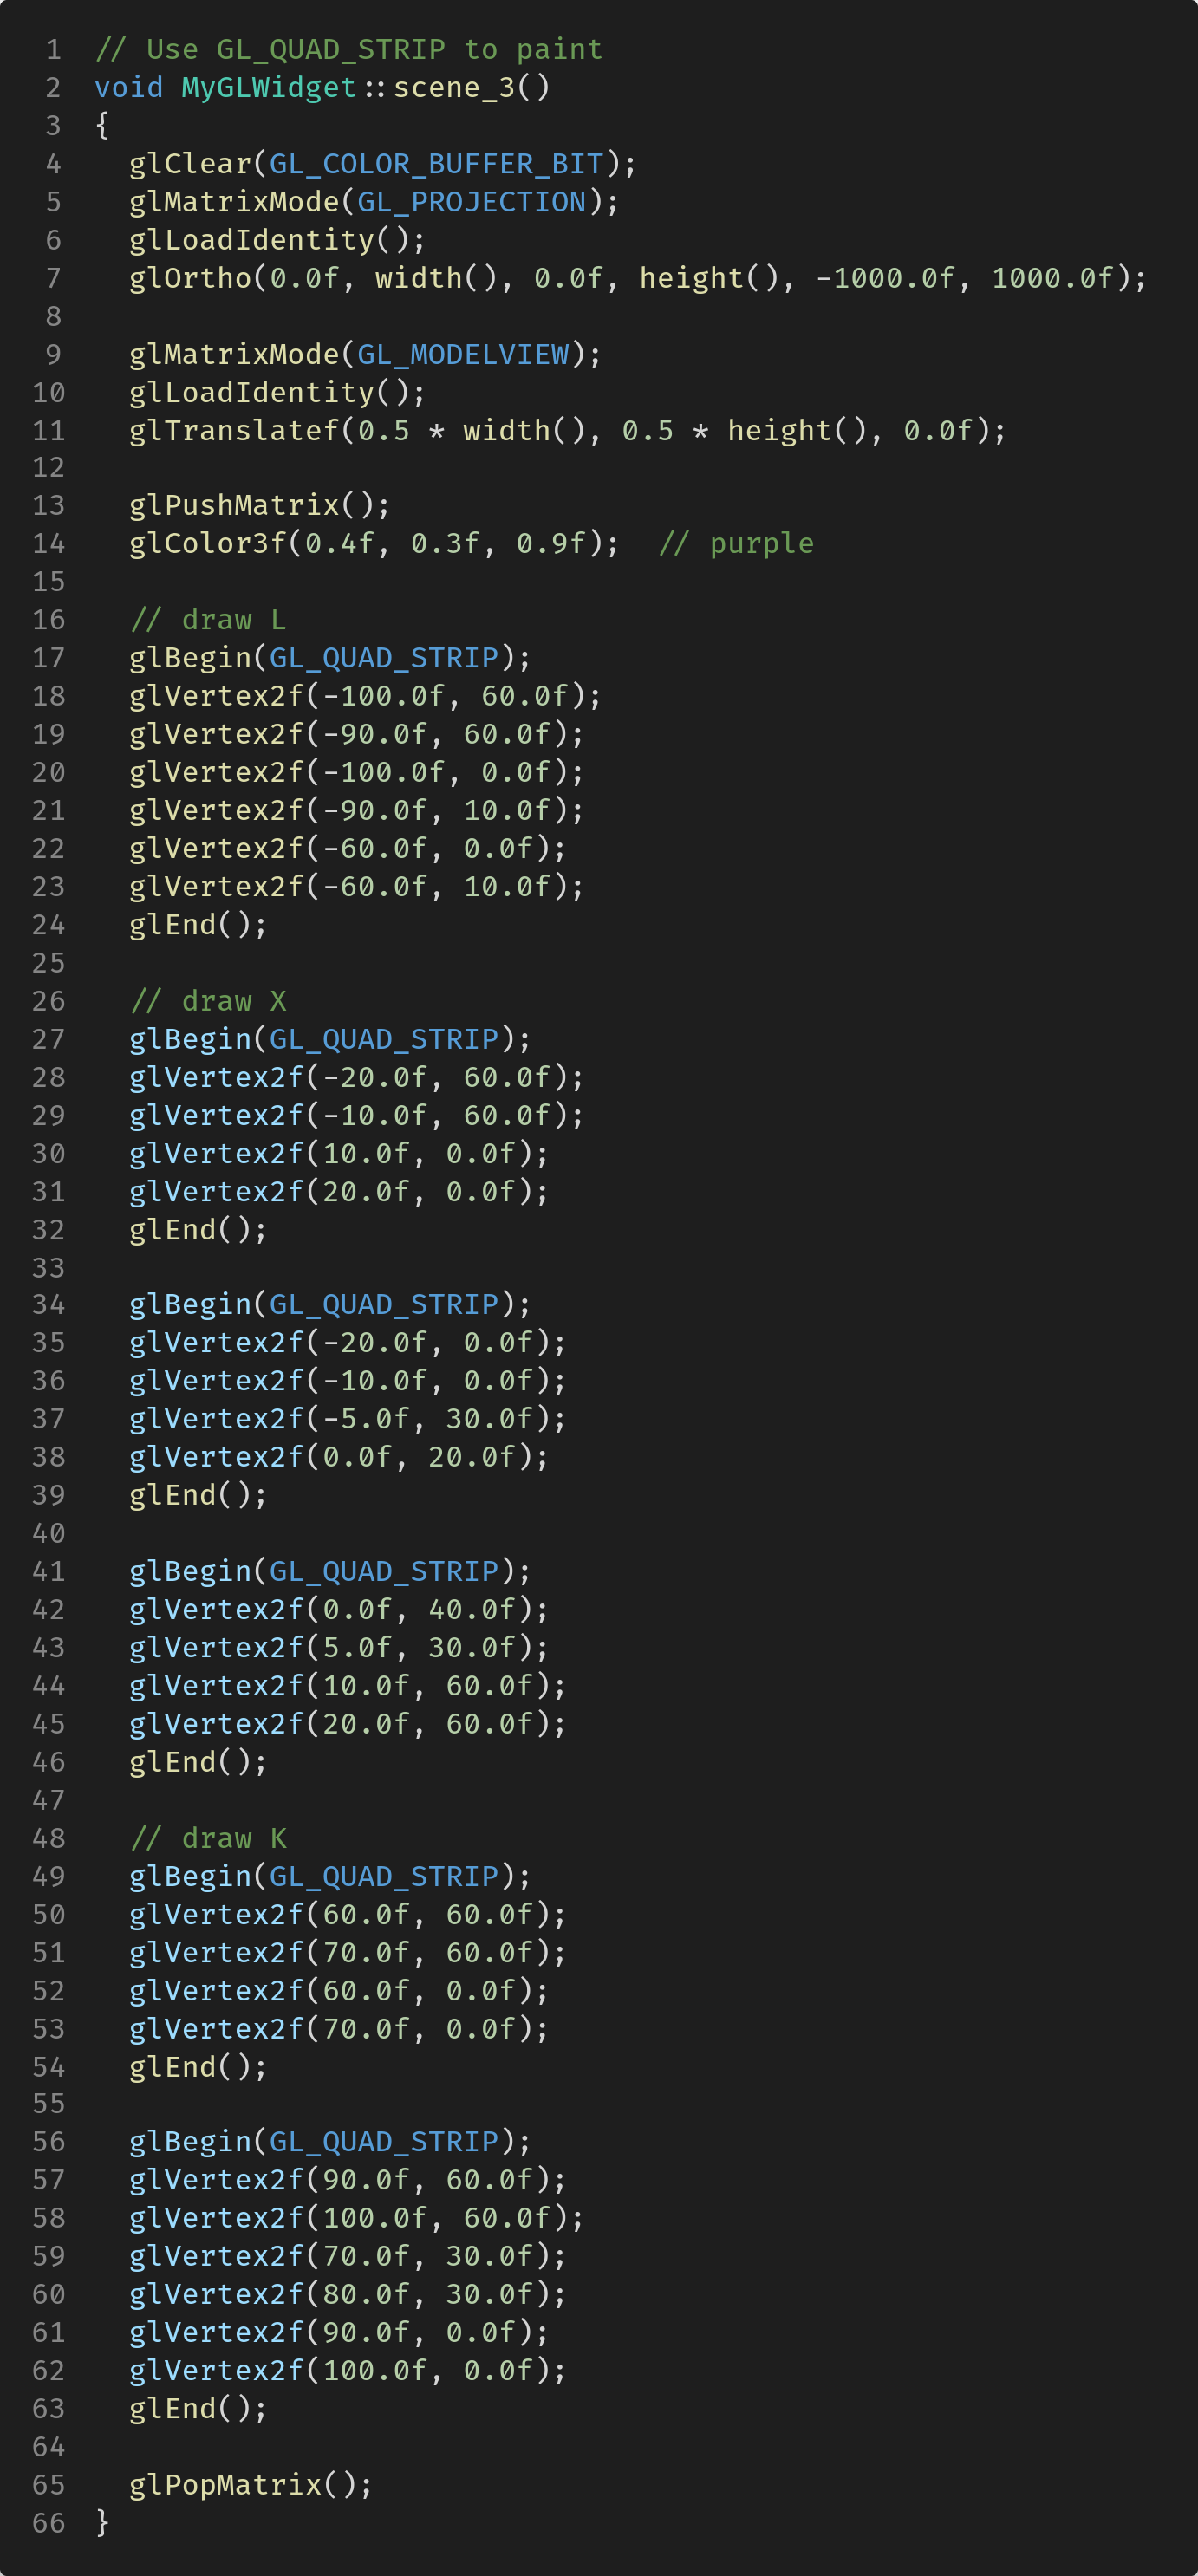 1 // Use GL_QUAD_STRIP to paint
2 void MyGLWidget::scene_3()
3 {
4   glClear(GL_COLOR_BUFFER_BIT);
5   glMatrixMode(GL_PROJECTION);
6   glLoadIdentity();
7   glOrtho(0.0f, width(), 0.0f, height(), -1000.0f, 1000.0f);
8
9   glMatrixMode(GL_MODELVIEW);
10   glLoadIdentity();
11   glTranslatef(0.5 * width(), 0.5 * height(), 0.0f);
12
13   glPushMatrix();
14   glColor3f(0.4f, 0.3f, 0.9f);  // purple
15
16   // draw L
17   glBegin(GL_QUAD_STRIP);
18   glVertex2f(-100.0f, 60.0f);
19   glVertex2f(-90.0f, 60.0f);
20   glVertex2f(-100.0f, 0.0f);
21   glVertex2f(-90.0f, 10.0f);
22   glVertex2f(-60.0f, 0.0f);
23   glVertex2f(-60.0f, 10.0f);
24   glEnd();
25
26   // draw X
27   glBegin(GL_QUAD_STRIP);
28   glVertex2f(-20.0f, 60.0f);
29   glVertex2f(-10.0f, 60.0f);
30   glVertex2f(10.0f, 0.0f);
31   glVertex2f(20.0f, 0.0f);
32   glEnd();
33
34   glBegin(GL_QUAD_STRIP);
35   glVertex2f(-20.0f, 0.0f);
36   glVertex2f(-10.0f, 0.0f);
37   glVertex2f(-5.0f, 30.0f);
38   glVertex2f(0.0f, 20.0f);
39   glEnd();
40
41   glBegin(GL_QUAD_STRIP);
42   glVertex2f(0.0f, 40.0f);
43   glVertex2f(5.0f, 30.0f);
44   glVertex2f(10.0f, 60.0f);
45   glVertex2f(20.0f, 60.0f);
46   glEnd();
47
48   // draw K
49   glBegin(GL_QUAD_STRIP);
50   glVertex2f(60.0f, 60.0f);
51   glVertex2f(70.0f, 60.0f);
52   glVertex2f(60.0f, 0.0f);
53   glVertex2f(70.0f, 0.0f);
54   glEnd();
55
56   glBegin(GL_QUAD_STRIP);
57   glVertex2f(90.0f, 60.0f);
58   glVertex2f(100.0f, 60.0f);
59   glVertex2f(70.0f, 30.0f);
60   glVertex2f(80.0f, 30.0f);
61   glVertex2f(90.0f, 0.0f);
62   glVertex2f(100.0f, 0.0f);
63   glEnd();
64
65   glPopMatrix();
66 }